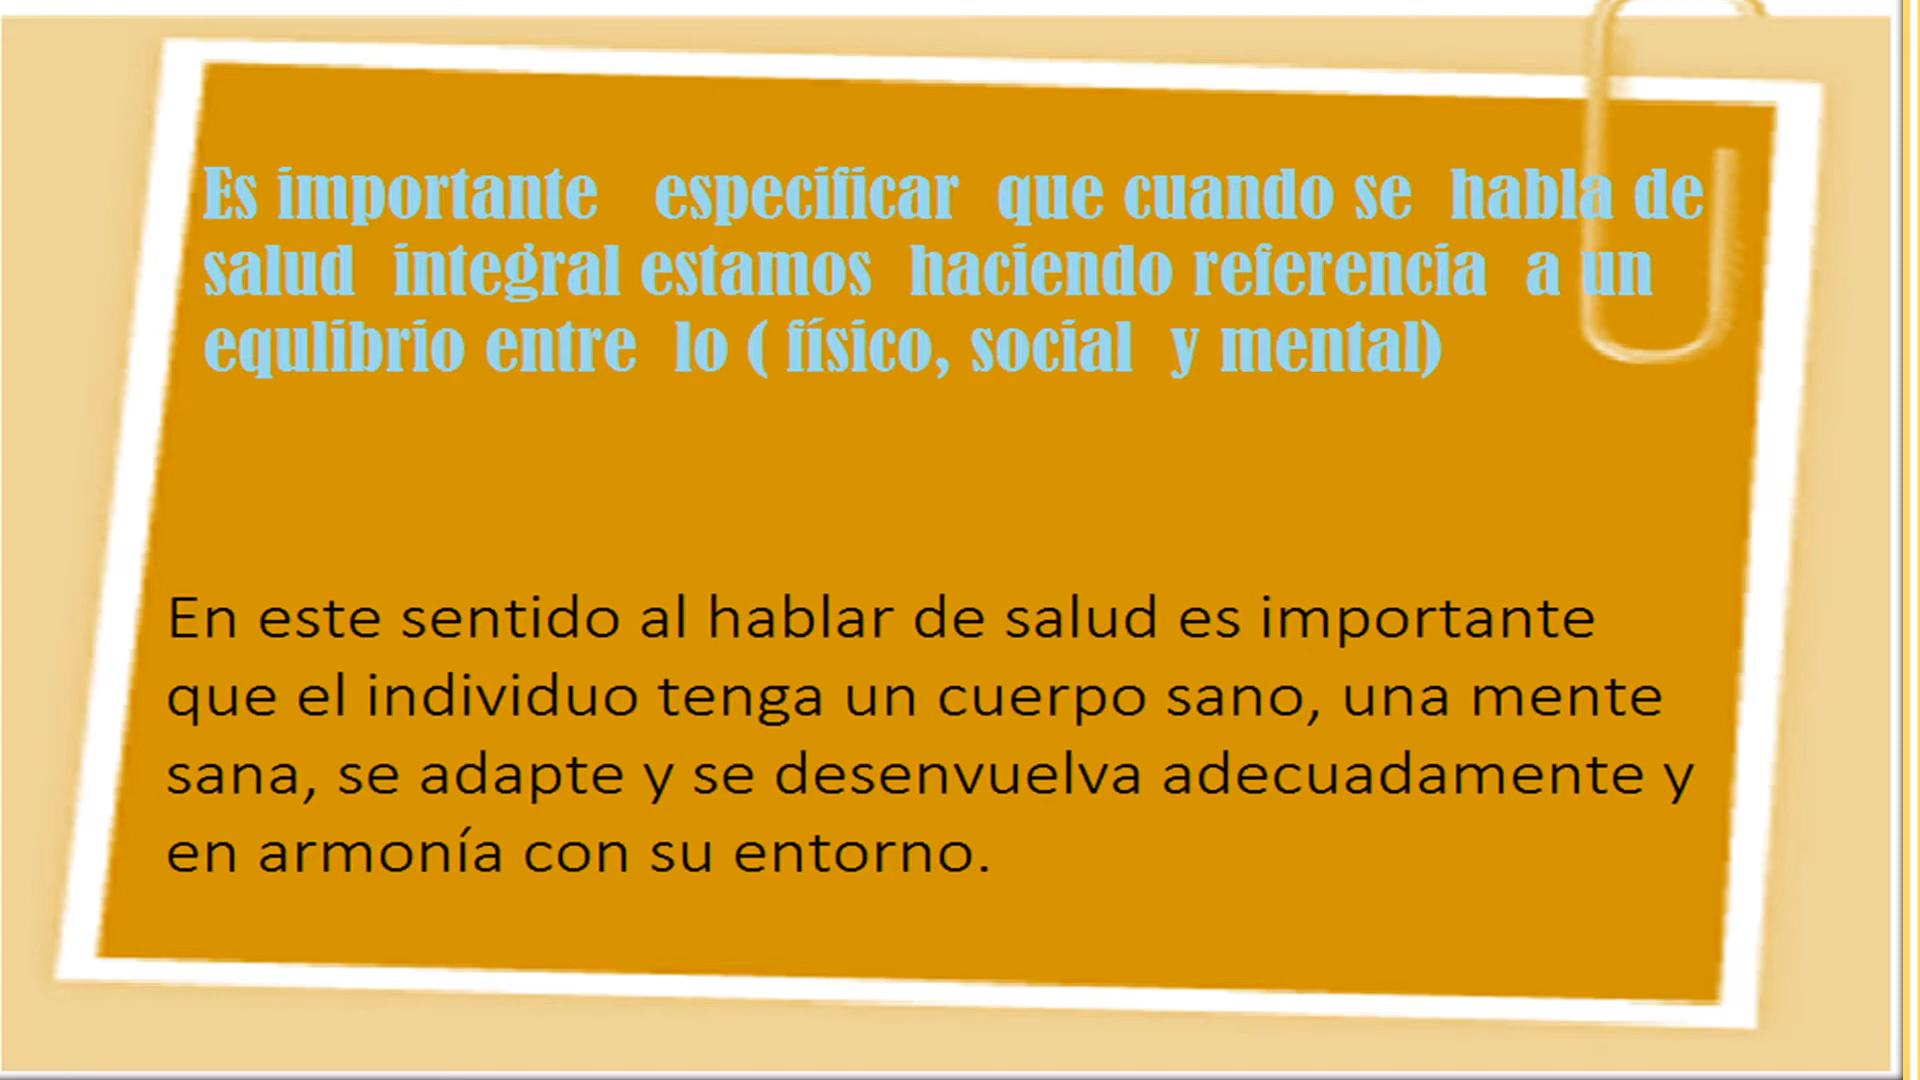 Es importante especificar que cuando se habla de
salud integral estamos haciendo referencia a un
equlibrio entre lo ( físico, social y mental)
En este sentido al hablar de salud es importante
que el individuo tenga un cuerpo sano, una mente
sana, se adapte y se desenvuelva adecuadamente y
en armonía con su entorno.